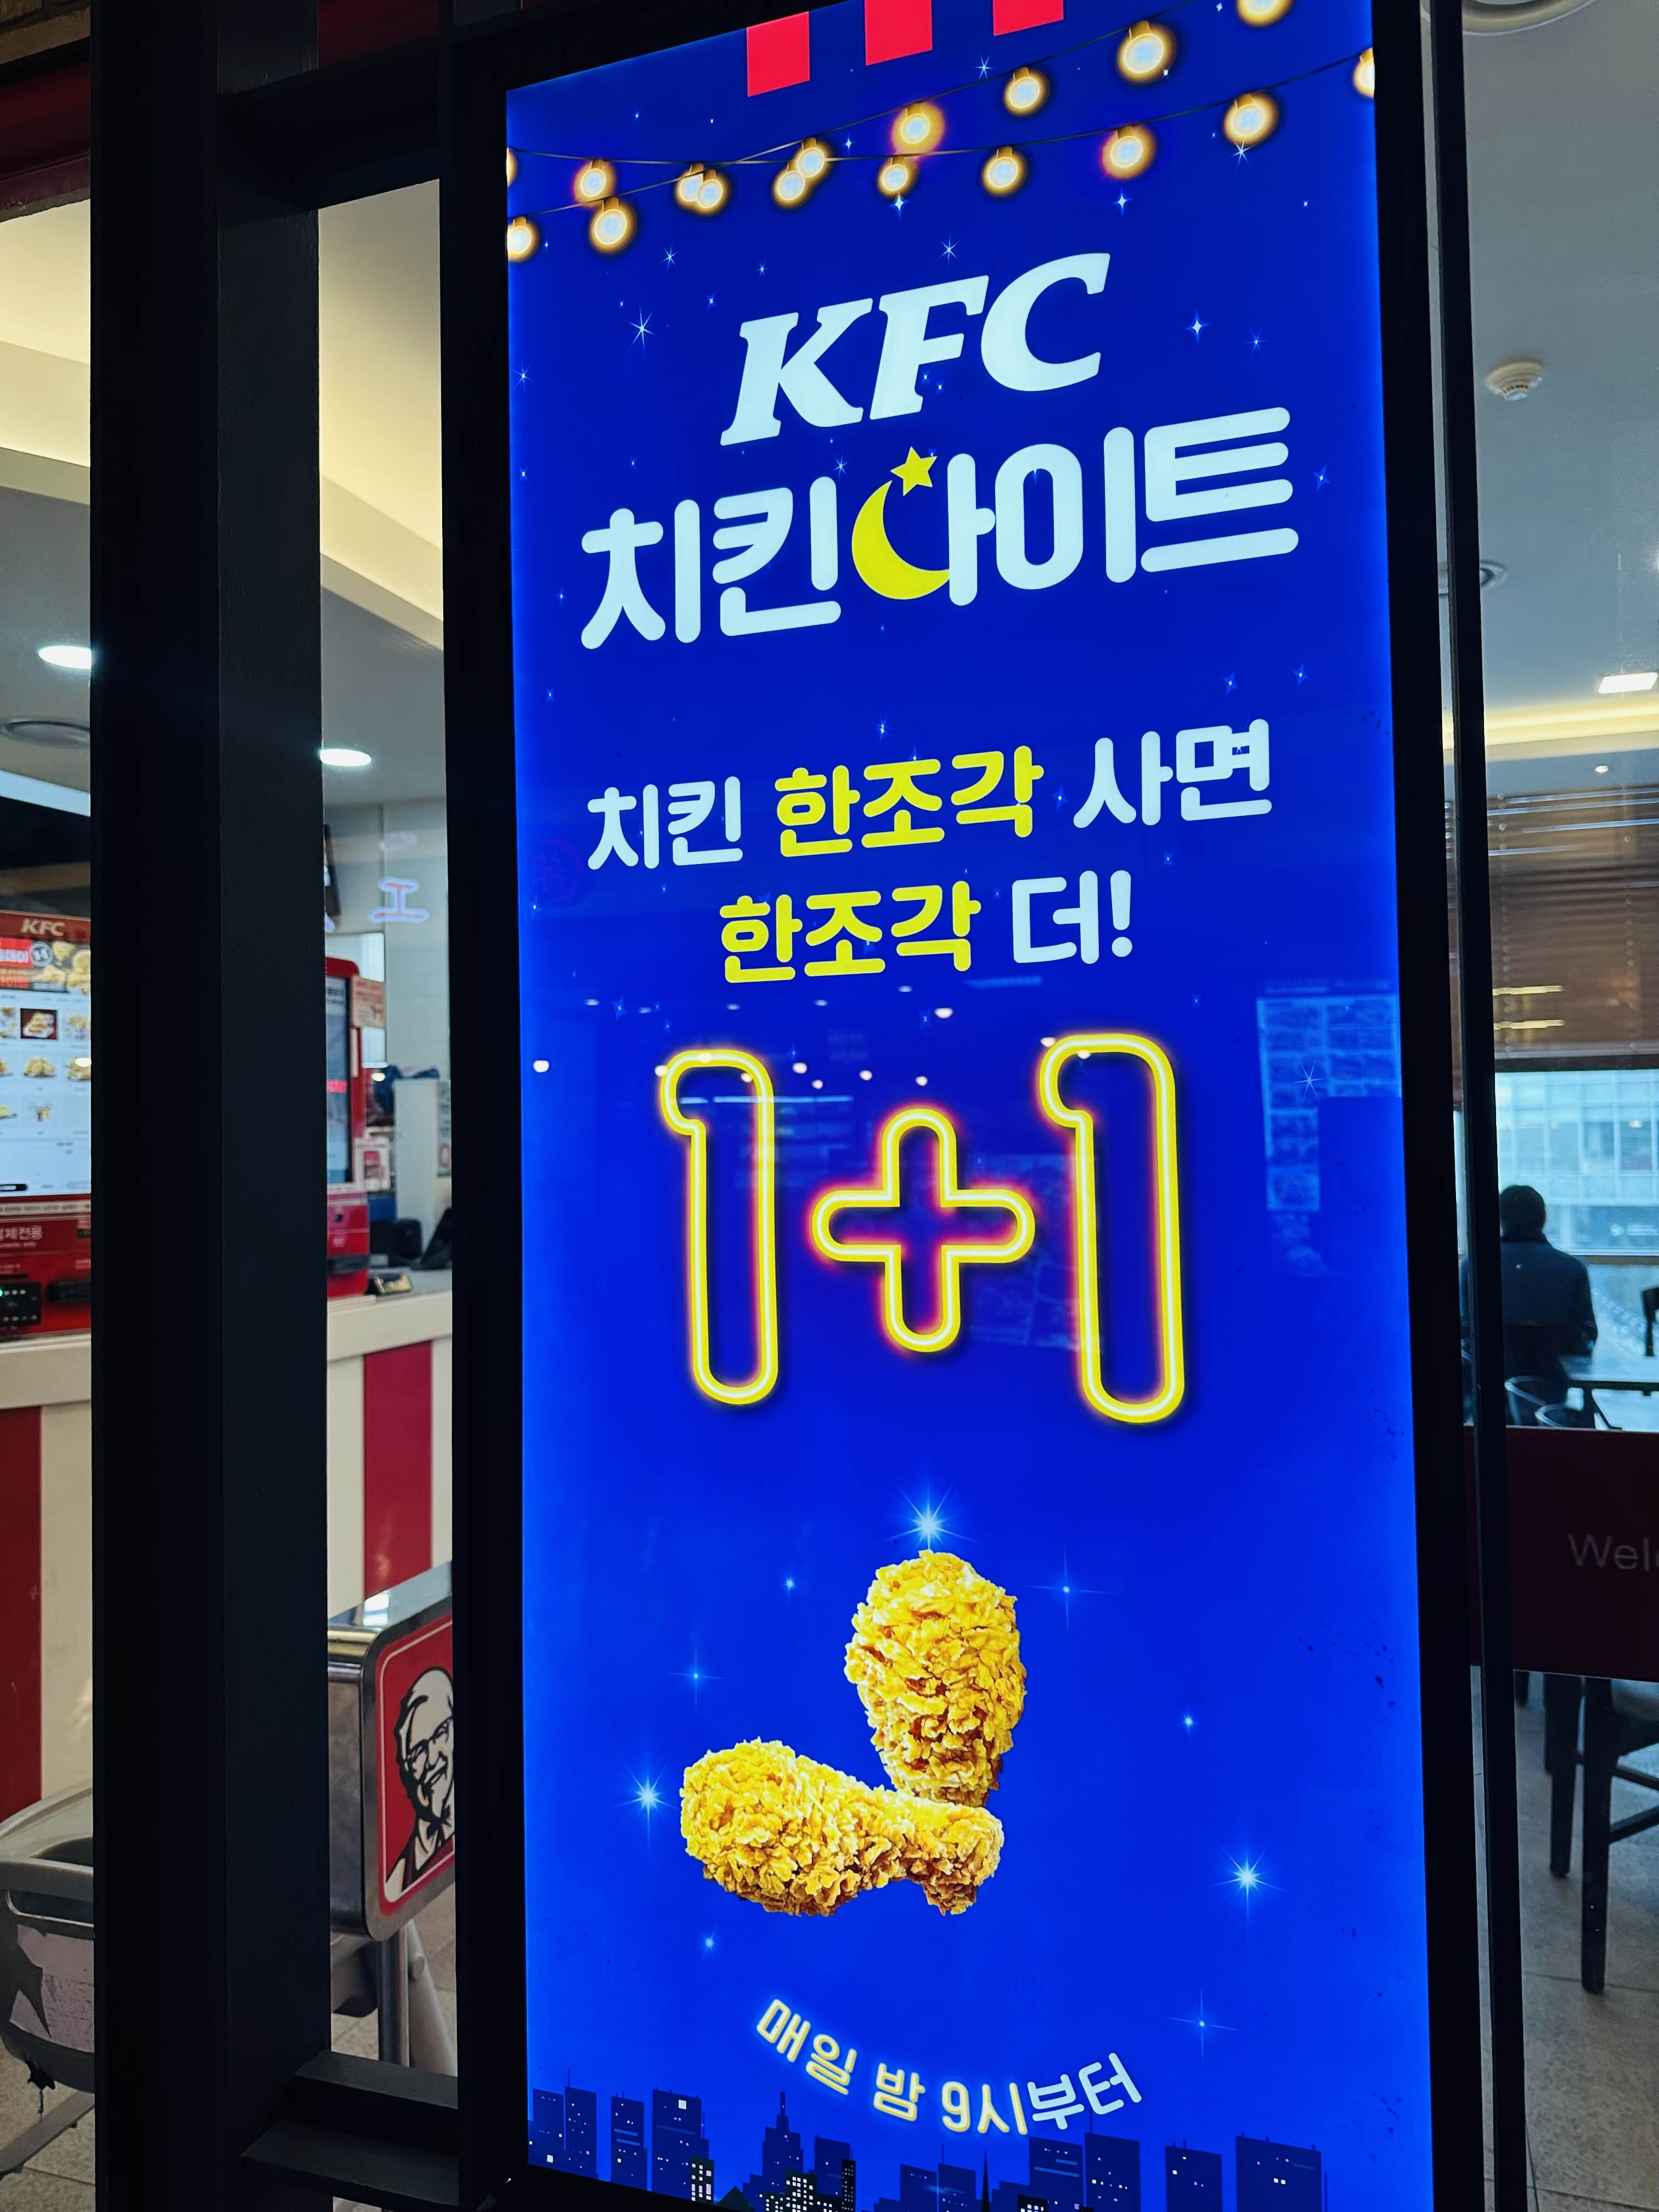 KFC
치킨나이트
치킨 한조각 사면
한조각 더!
1+1
매일 밤 9시부터
KFC